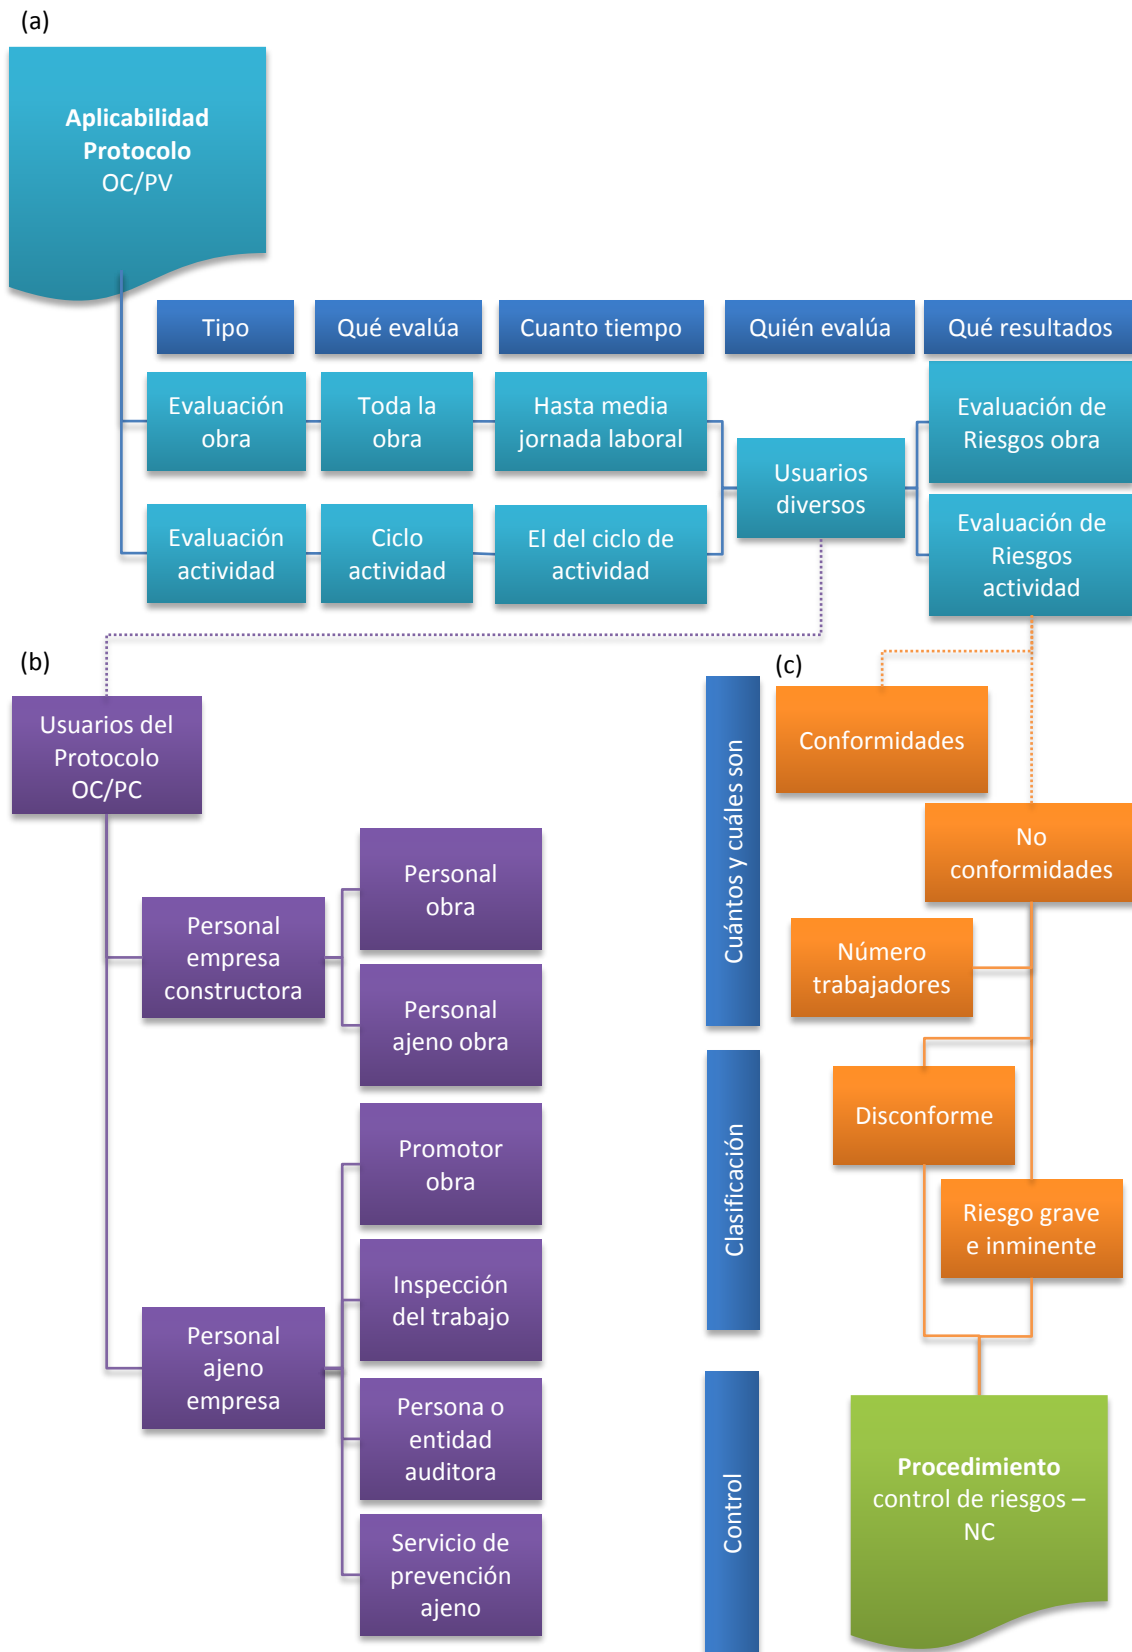 (a)
Aplicabilidad
Protocolo
OC/PV
Tipo
Qué evalúa
Cuanto tiempo
Quién evalúa
Qué resultados
Evaluación
obra
Toda la
obra
Hasta media
jornada laboral
Usuarios
diversos
Evaluación de
Riesgos obra
Evaluación
actividad
Ciclo
actividad
El del ciclo de
actividad
Evaluación de
Riesgos
actividad
(b)
Usuarios del
Protocolo
OC/PC
Personal
empresa
constructora
Personal
obra
Personal
ajeno obra
Personal
ajeno
empresa
Promotor
obra
Inspección
del trabajo
Persona o
entidad
auditora
Servicio de
prevención
ajeno
(c)
Cuántos y cuáles son
Conformidades
No
conformidades
Número
trabajadores
Clasificación
Disconforme
Riesgo grave
e inminente
Control
Procedimiento
control de riesgos –
NC